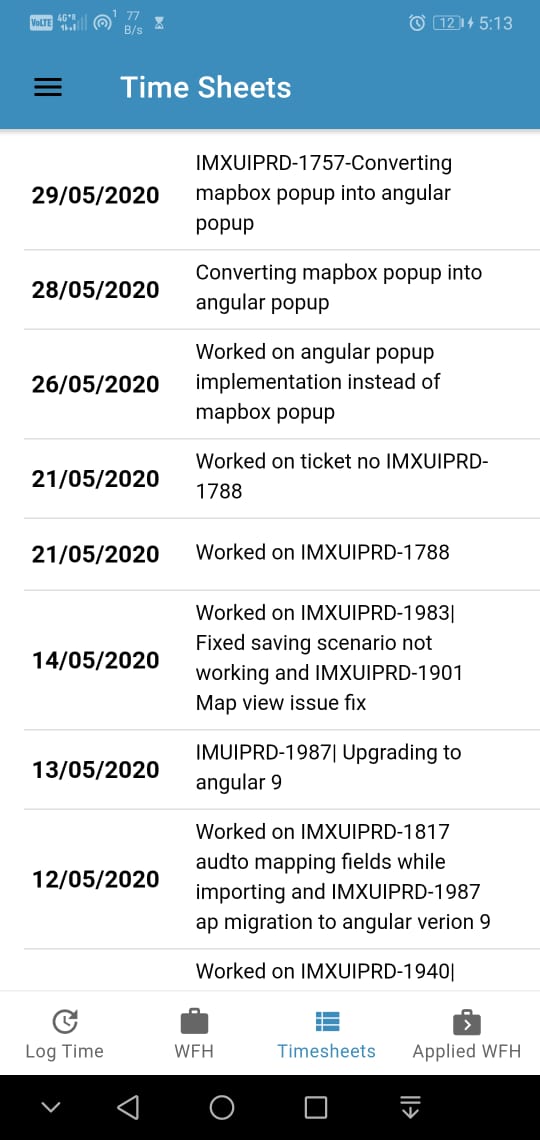 VoLTE 4G 1 77 B/s 12 5:13
Time Sheets
IMXUIPRD-1757-Converting
29/05/2020 mapbox popup into angular
popup
Converting mapbox popup into
28/05/2020
angular popup
Worked on angular popup
26/05/2020 implementation instead of
mapbox popup
Worked on ticket no IMXUIPRD-
21/05/2020
1788
21/05/2020 Worked on IMXUIPRD-1788
Worked on IMXUIPRD-1983|
Fixed saving scenario not
14/05/2020
working and IMXUIPRD-1901
Map view issue fix
IMUIPRD-1987| Upgrading to
13/05/2020
angular 9
Worked on IMXUIPRD-1817
audto mapping fields while
12/05/2020
importing and IMXUIPRD-1987
ap migration to angular verion 9
Worked on IMXUIPRD-1940|
Log Time WFH Timesheets Applied WFH